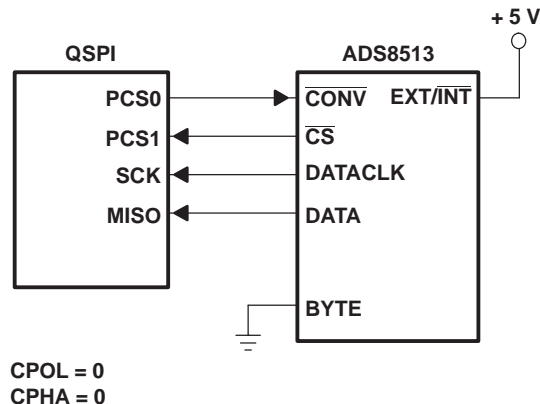 + 5 V
QSPI
ADS8513
PCS0
CONV
EXT/INT
PCS1
CS
SCK
DATACLK
MISO
DATA
BYTE
CPOL = 0
CPHA = 0